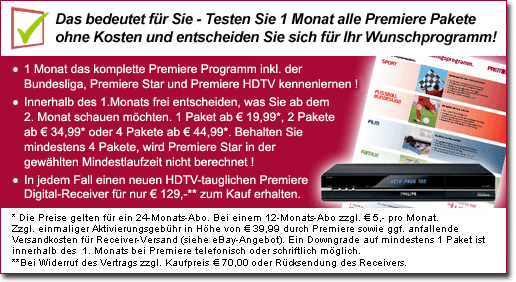 Das bedeutet für Sie - Testen Sie 1 Monat alle Premiere Pakete
ohne Kosten und entscheiden Sie sich für Ihr Wunschprogramm!
• 1 Monat das komplette Premiere Programm inkl. der
Bundesliga, Premiere Star und Premiere HDTV kennenlernen !
• Innerhalb des 1.Monats frei entscheiden, was Sie ab dem
2. Monat schauen möchten. 1 Paket ab € 19,99*, 2 Pakete
ab € 34,99* oder 4 Pakete ab € 44,99*. Behalten Sie
mindestens 4 Pakete, wird Premiere Star in der
gewählten Mindestlaufzeit nicht berechnet !
• In jedem Fall einen neuen HDTV-tauglichen Premiere
Digital-Receiver für nur € 129,-** zum Kauf erhalten.
SPORT
FUSSBALL
BUNDESLIGA
FILM
PHILIPS
* Die Preise gelten für ein 24-Monats-Abo. Bei einem 12-Monats-Abo zzgl. € 5,- pro Monat.
Zzgl. einmaliger Aktivierungsgebühr in Höhe von € 39,99 durch Premiere sowie ggf. anfallende
Versandkosten für Receiver-Versand (siehe eBay-Angebot). Ein Downgrade auf mindestens 1 Paket ist
innerhalb des 1. Monats bei Premiere telefonisch oder schriftlich möglich.
**Bei Widerruf des Vertrags zzgl. Kaufpreis € 70,00 oder Rücksendung des Receivers.